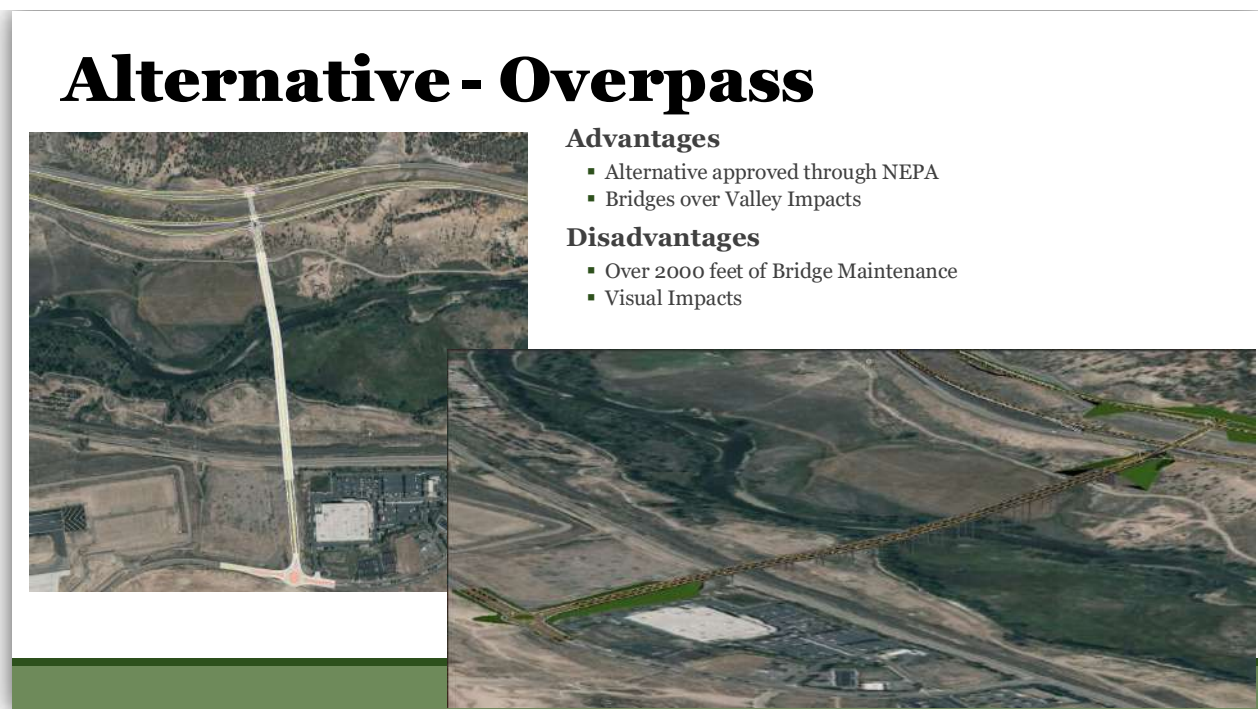 Alternative - Overpass
Advantages
▪ Alternative approved through NEPA
▪ Bridges over Valley Impacts
Disadvantages
▪ Over 2000 feet of Bridge Maintenance
▪ Visual Impacts